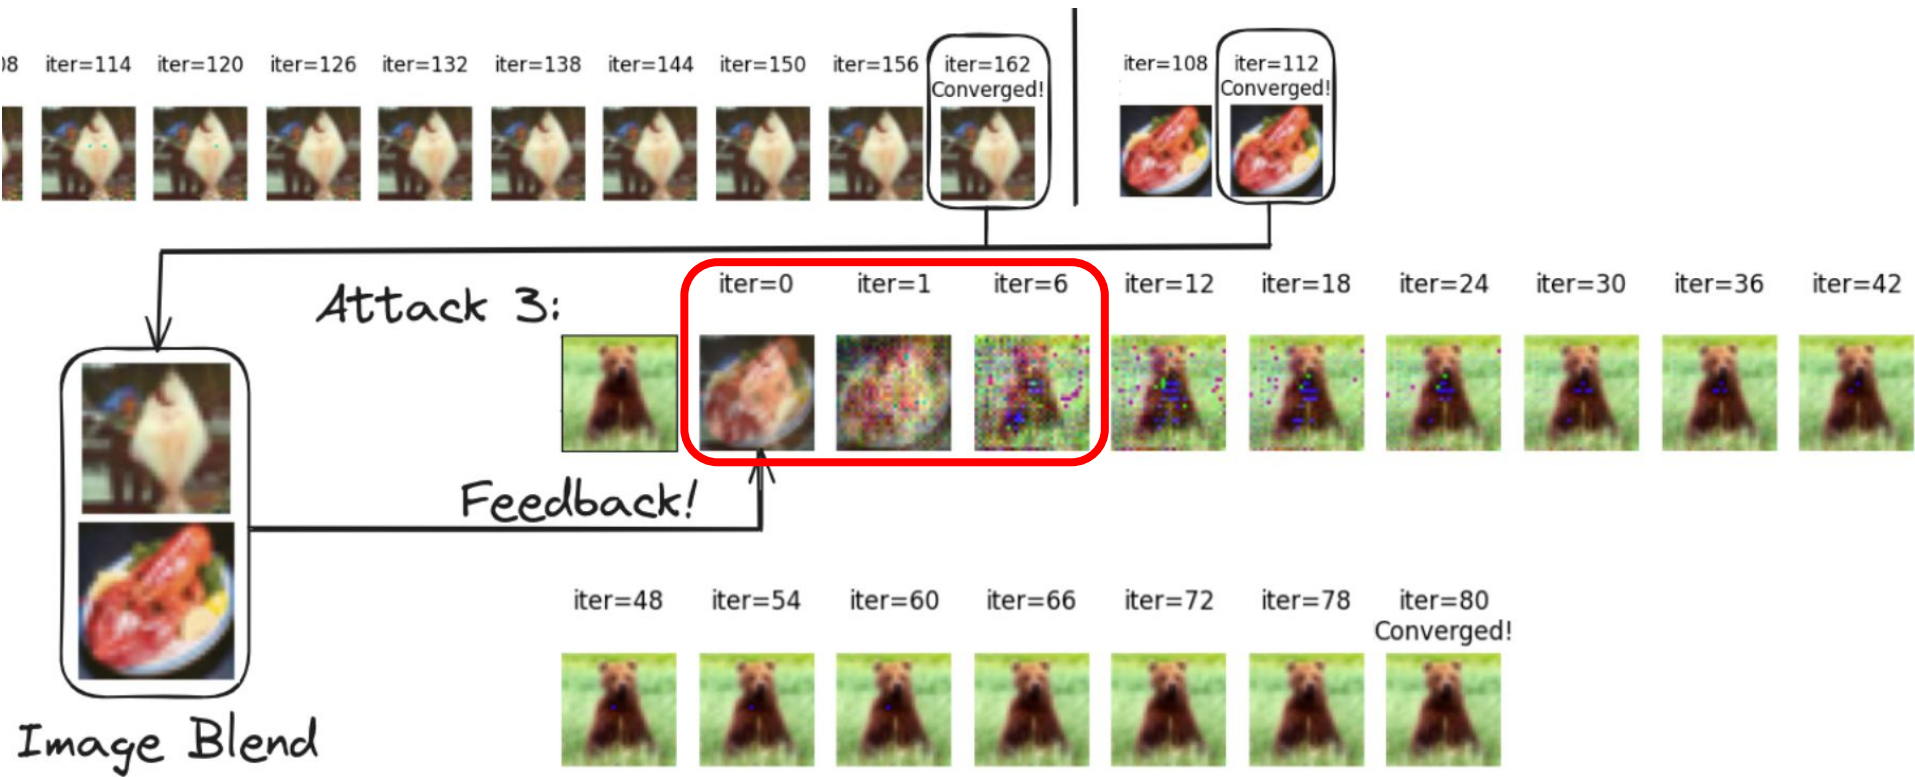 08 iter=114 iter=120 iter=126 iter=132 iter=138 iter=144 iter=150 iter=156 iter=162 iter=108 iter=112
Converged! Converged!
Attack 3:
iter=0 iter=1 iter=6 iter=12 iter=18 iter=24 iter=30 iter=36 iter=42
Feedback!
iter=48 iter=54 iter=60 iter=66 iter=72 iter=78 iter=80
Converged!
Image Blend